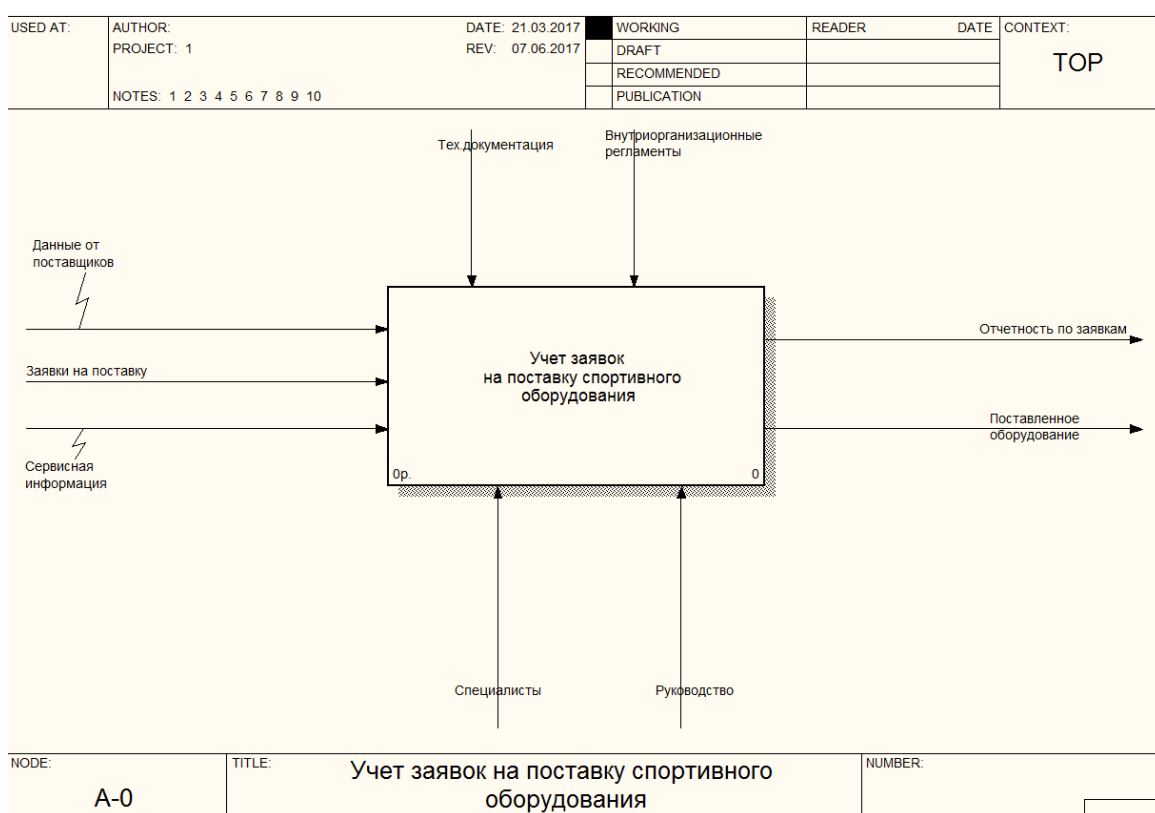 USED AT:
AUTHOR:
DATE: 21.03.2017
WORKING
READER
DATE
CONTEXT:
PROJECT: 1
REV: 07.06.2017
DRAFT
TOP
RECOMMENDED
NOTES: 1 2 3 4 5 6 7 8 9 10
PUBLICATION
Тех.документация
Внутриорганизационные
регламенты
Данные от
поставщиков
Отчетность по заявкам
Заявки на поставку
Учет заявок
на поставку спортивного
оборудования
Поставленное
оборудование
Сервисная
информация
0р.
0
Специалисты
Руководство
NODE:
A-0
TITLE:
Учет заявок на поставку спортивного
оборудования
NUMBER: